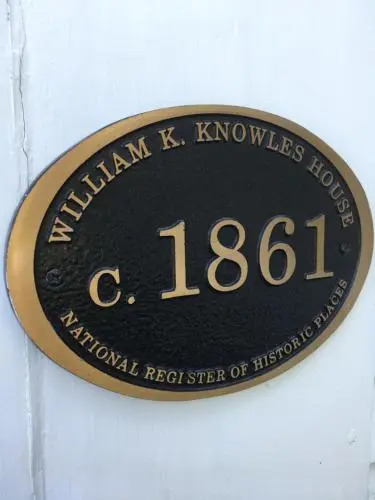 WILLIAM K. KNOWLES HOUSE
c. 1861
NATIONAL REGISTER OF HISTORIC PLACES